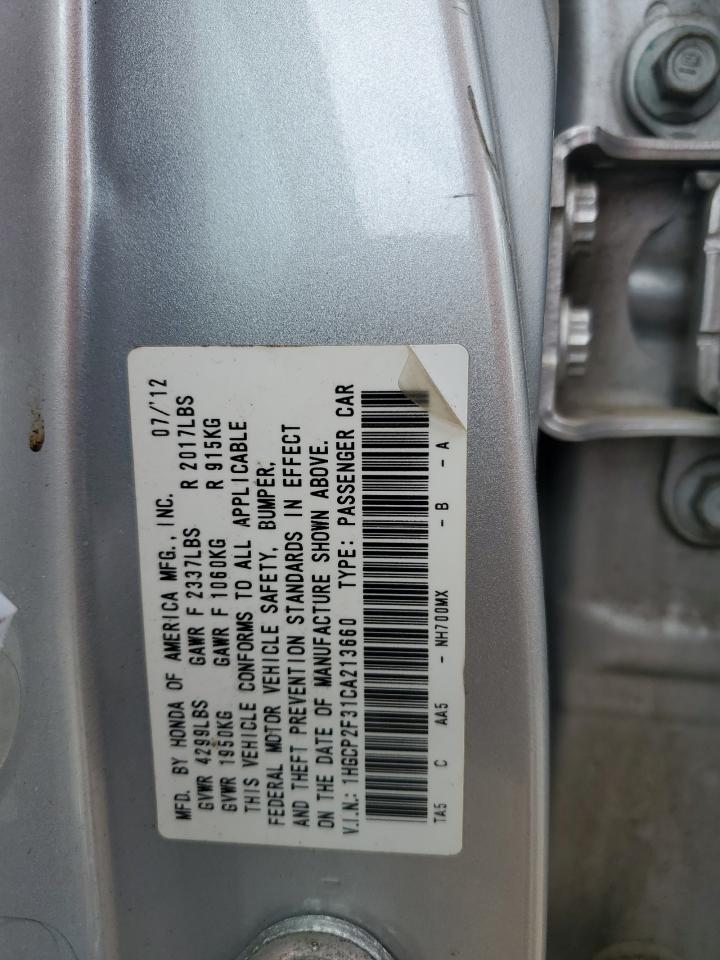 MFD. BY HONDA OF AMERICA MFG., INC. 07/'12
GVWR 4299LBS GAWR F 2337LBS R 2017LBS
GVWR 1950KG GAWR F 1060KG R 915KG
THIS VEHICLE CONFORMS TO ALL APPLICABLE
FEDERAL MOTOR VEHICLE SAFETY, BUMPER,
AND THEFT PREVENTION STANDARDS IN EFFECT
ON THE DATE OF MANUFACTURE SHOWN ABOVE.
V.I.N.: 1HGCP2F31CA213660 TYPE: PASSENGER CAR
TA5 C AA5 - NH700MX - B - A